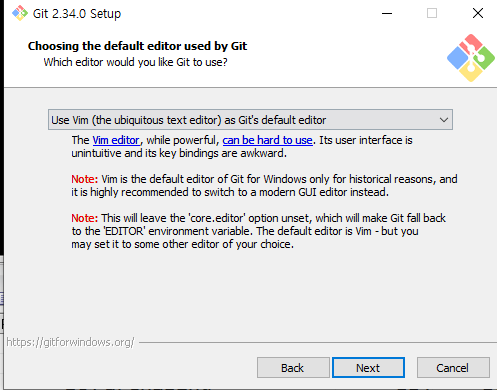 Git 2.34.0 Setup
Choosing the default editor used by Git
Which editor would you like Git to use?
Use Vim (the ubiquitous text editor) as Git's default editor
The Vim editor, while powerful, can be hard to use. Its user interface is
unintuitive and its key bindings are awkward.
Note: Vim is the default editor of Git for Windows only for historical reasons, and
it is highly recommended to switch to a modern GUI editor instead.
Note: This will leave the 'core.editor' option unset, which will make Git fall back
to the 'EDITOR' environment variable. The default editor is Vim - but you
may set it to some other editor of your choice.
https://gitforwindows.org/
Back Next Cancel